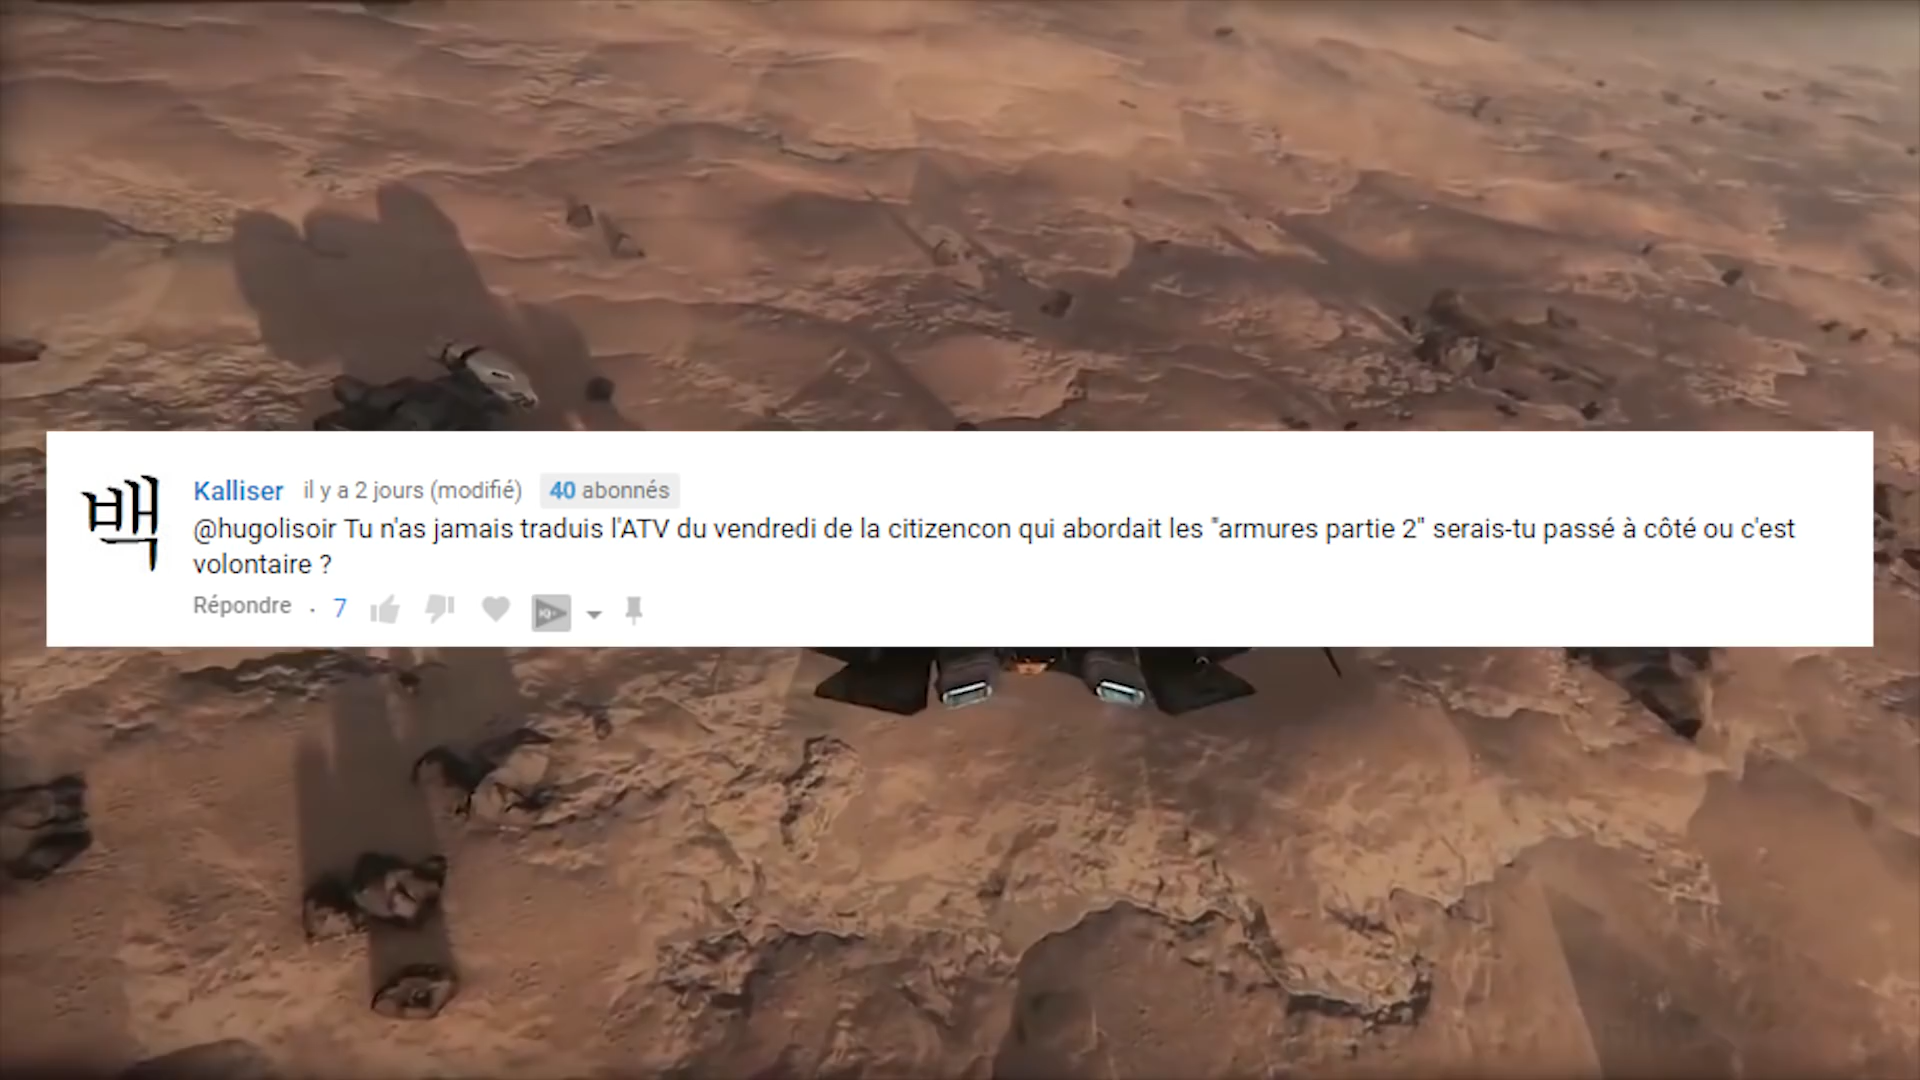 백
Kalliser il y a 2 jours (modifié) 40 abonnés
@hugolisoir Tu n'as jamais traduis l'ATV du vendredi de la citizencon qui abordait les "armures partie 2" serais-tu passé à côté ou c'est
volontaire ?
Répondre · 7